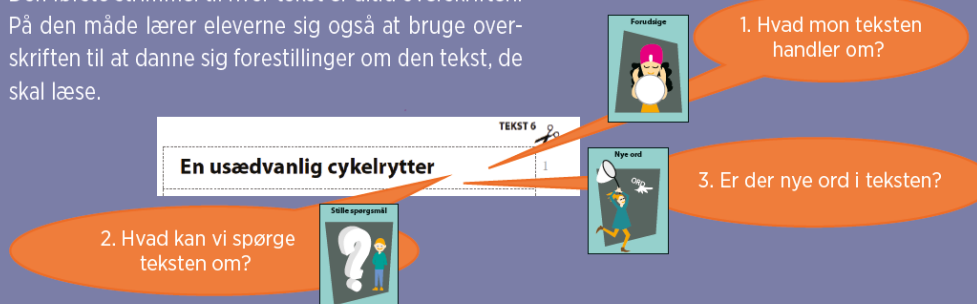 På den måde lærer eleverne sig også at bruge over-
skriften til at danne sig forestillinger om den tekst, de
skal læse.
Forudsige
1. Hvad mon teksten
handler om?
TEKST 6
En usædvanlig cykelrytter
1
Nye ord
ORD
3. Er der nye ord i teksten?
Stille spørgsmål
2. Hvad kan vi spørge
teksten om?